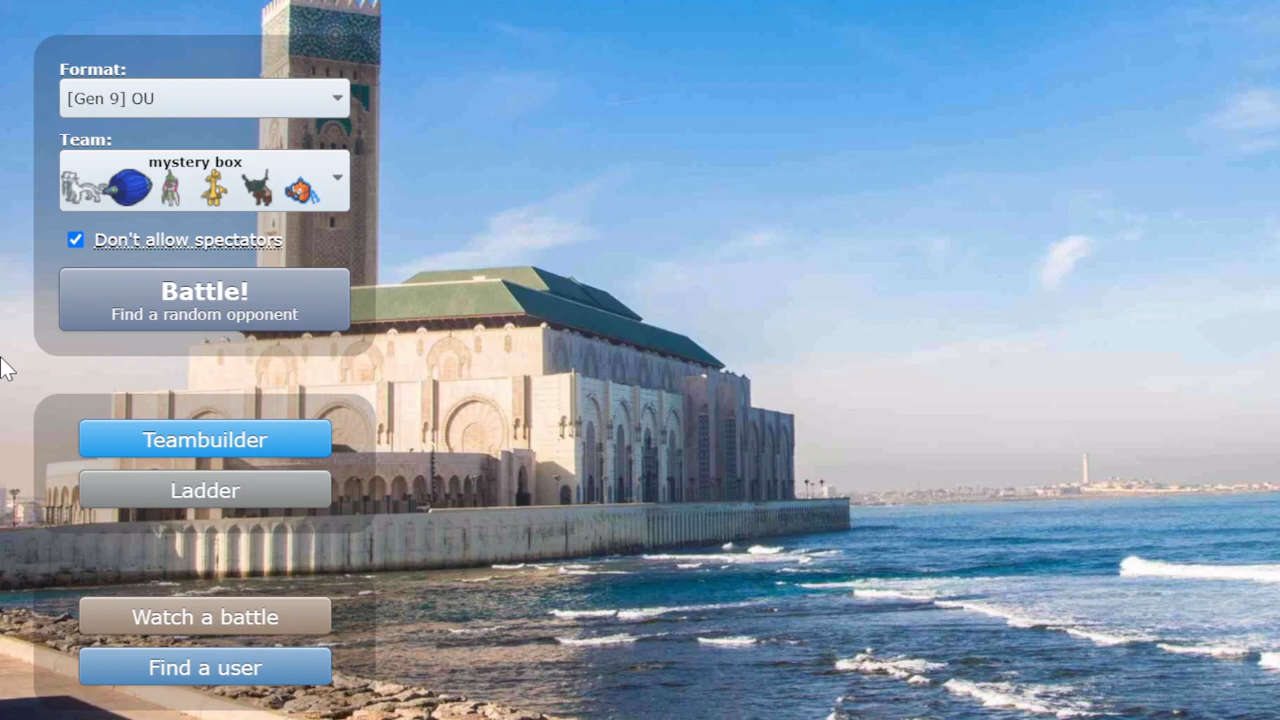 Format:
[Gen 9] OU
Team:
mystery box
Don't allow spectators
Battle!
Find a random opponent
Teambuilder
Ladder
Watch a battle
Find a user